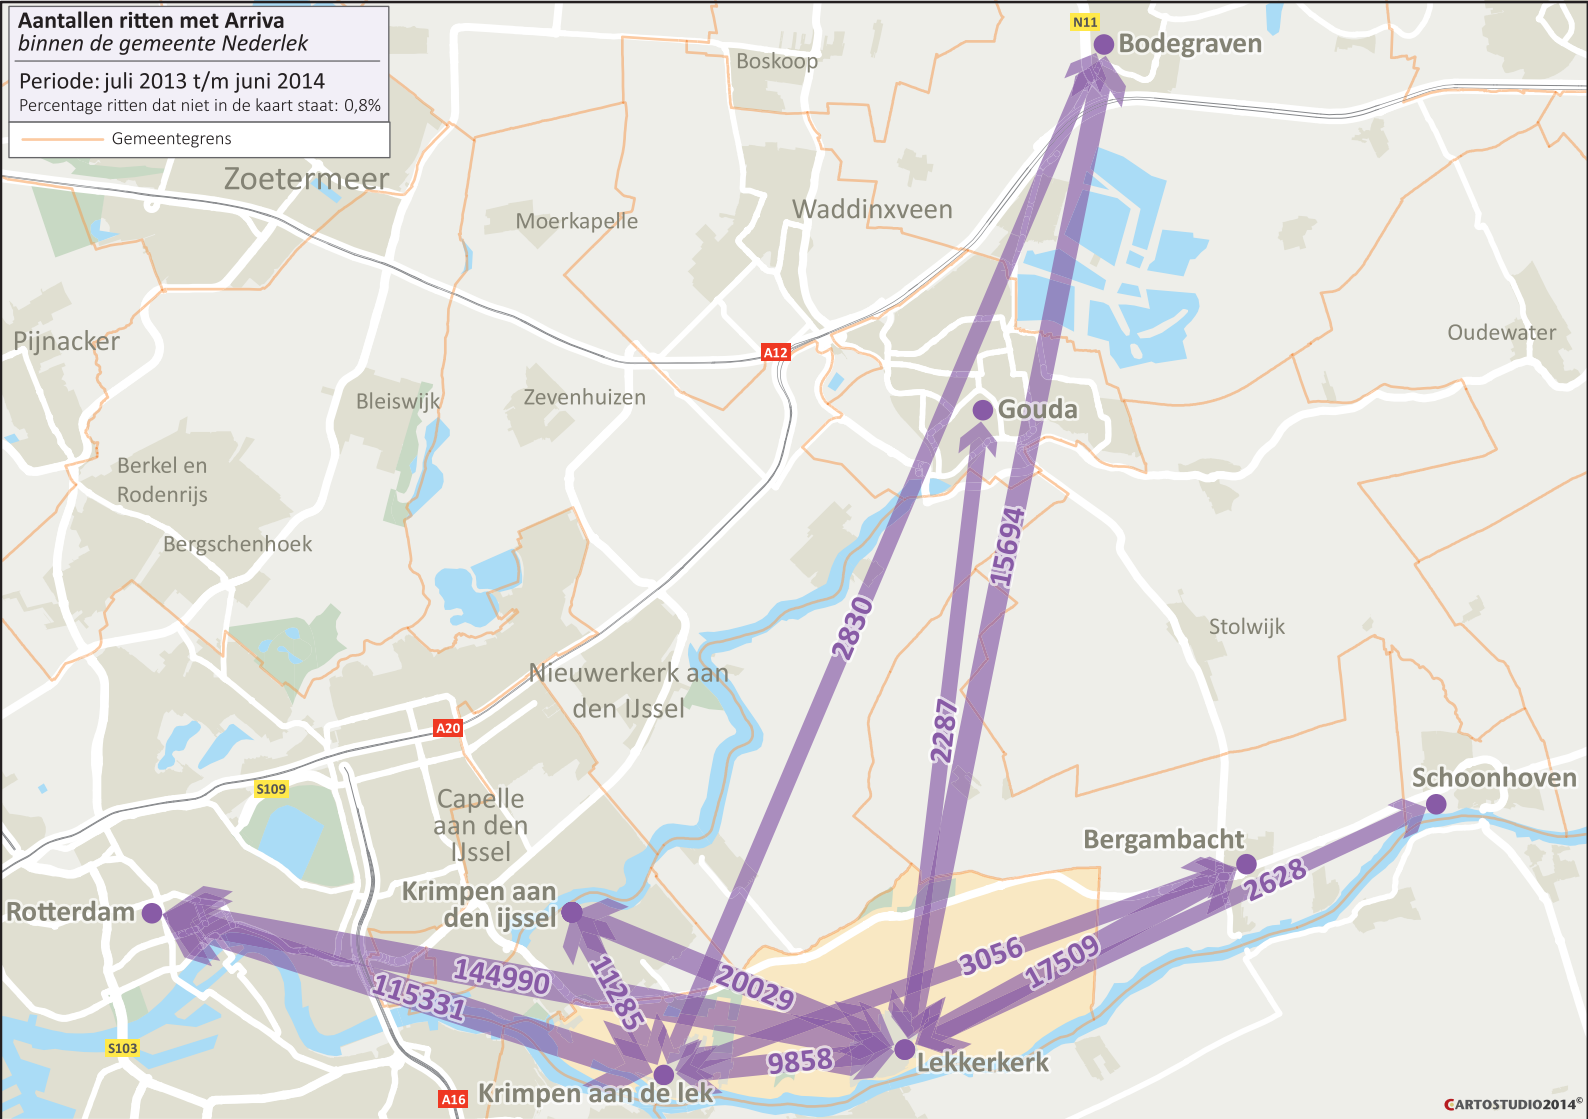 Aantallen ritten met Arriva
binnen de gemeente Nederlek
Periode: juli 2013 t/m juni 2014
Percentage ritten dat niet in de kaart staat: 0,8%
Gemeentegrens
N11
Bodegraven
Boskoop
Zoetermeer
Moerkapelle
Waddinxveen
Pijnacker
A12
Oudewater
Bleiswijk
Zevenhuizen
Gouda
Berkel en
Rodenrijs
Bergschenhoek
15694
2830
Stolwijk
Nieuwerkerk aan
den IJssel
2287
A20
S109
Schoonhoven
Capelle
aan den
IJssel
Bergambacht
2628
Krimpen aan
den ijssel
Rotterdam
3056
17509
144990
115331
11285
20029
9858
S103
Lekkerkerk
Krimpen aan de lek
A16
CARTOSTUDIO2014©